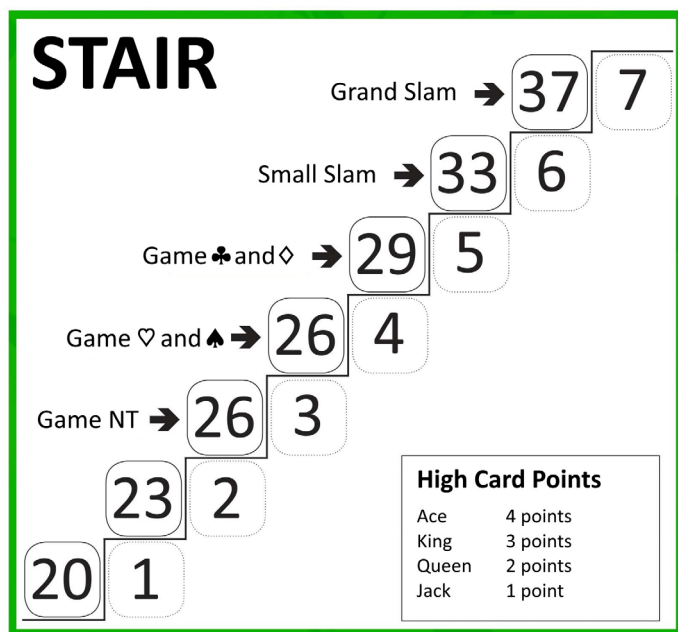 STAIR
Grand Slam → 37 7
Small Slam → 33 6
Game ♣ and ♢ → 29 5
Game ♡ and ♠ → 26 4
Game NT → 26 3
23 2
20 1
High Card Points
Ace 4 points
King 3 points
Queen 2 points
Jack 1 point